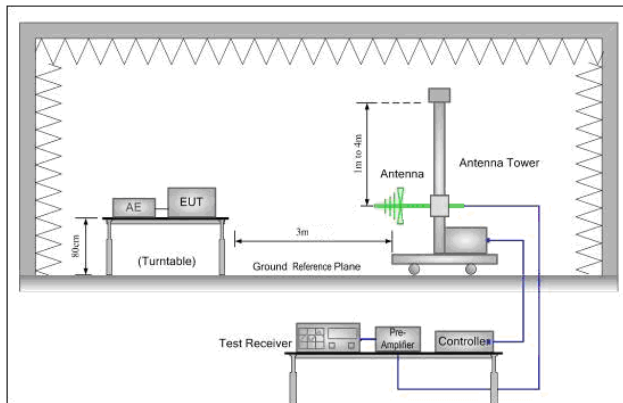 1m to 4m
Antenna
Antenna Tower
AE
EUT
80cm
(Turntable)
3m
Ground Reference Plane
Test Receiver
Pre-
Amplifier
Controller